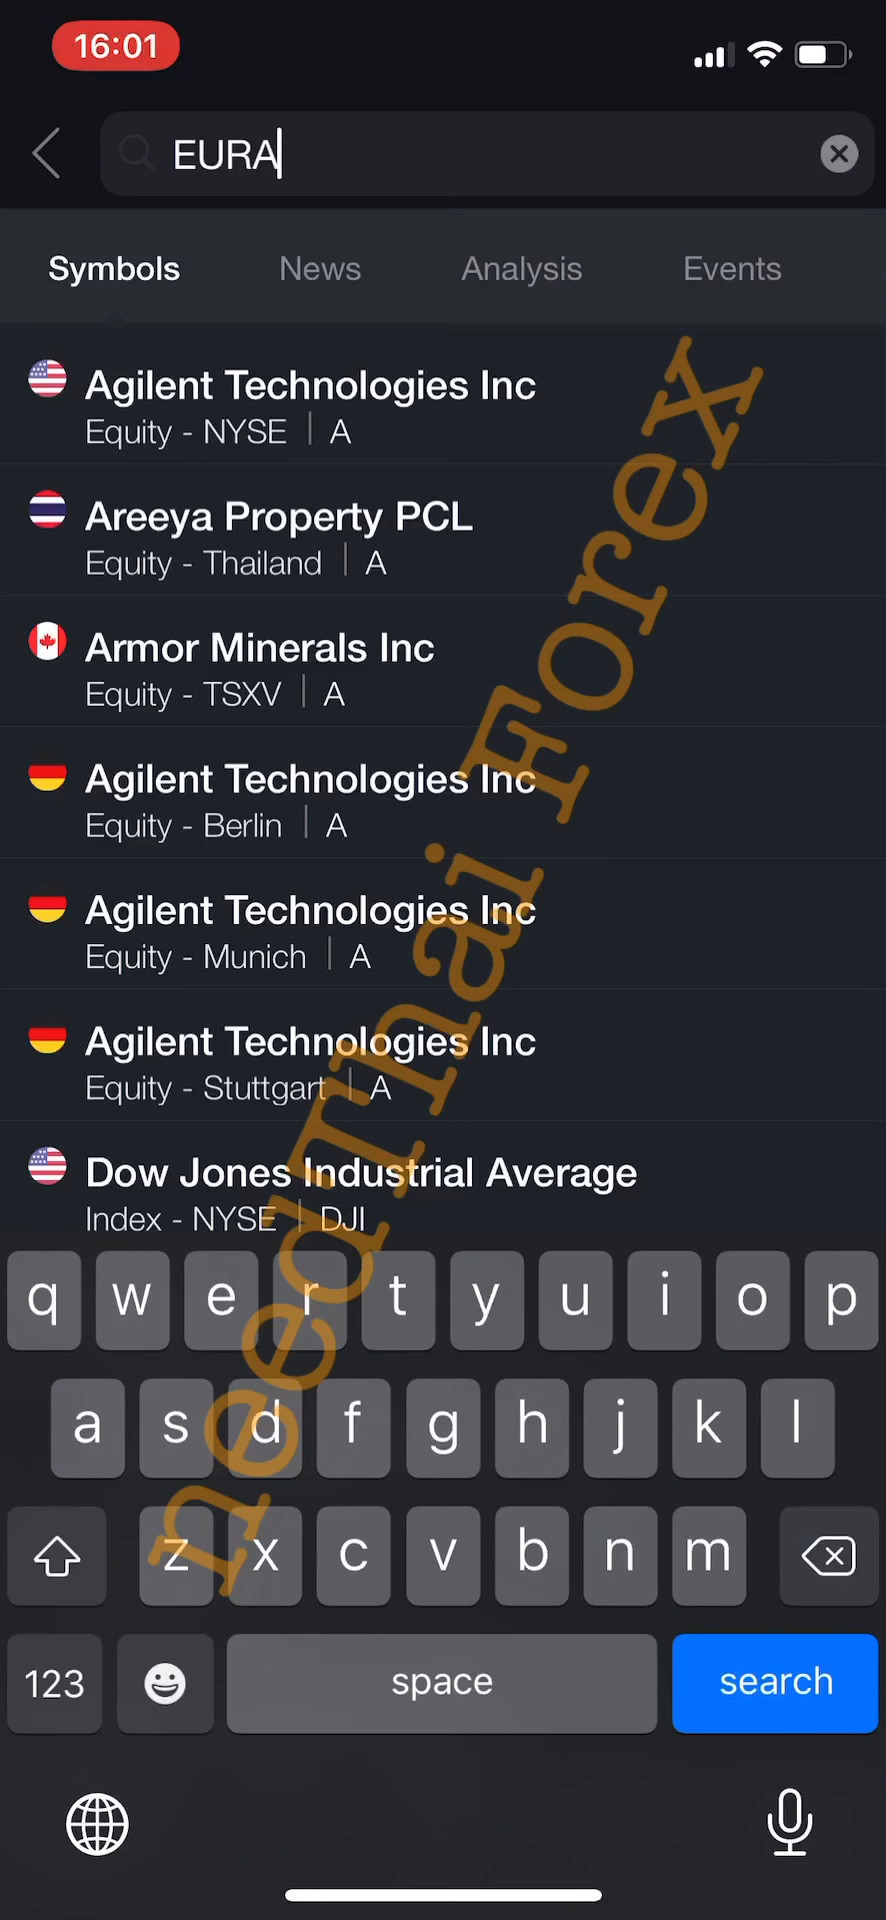 16:01
EURA
Symbols News Analysis Events
Agilent Technologies Inc
Equity - NYSE | A
Areeya Property PCL
Equity - Thailand | A
Armor Minerals Inc
Equity - TSXV | A
Agilent Technologies Inc
Equity - Berlin | A
Agilent Technologies Inc
Equity - Munich | A
Agilent Technologies Inc
Equity - Stuttgart | A
Dow Jones Industrial Average
Index - NYSE | DJI
needThai Forex
q w e r t y u i o p
a s d f g h j k l
z x c v b n m
123 space search